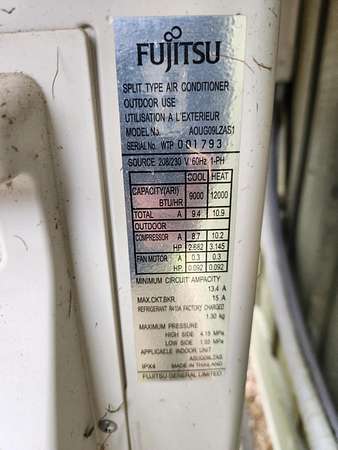 FUJITSU
SPLIT TYPE AIR CONDITIONER
OUTDOOR USE
UTILISATION A L'EXTERIEUR
MODEL No. AOUG09LZAS1
SERIAL No. WTP 001793
SOURCE 208/230 V 60Hz 1-PH
COOL HEAT
CAPACITY(ARI) BTU/HR 9000 12000
TOTAL A 9.4 10.9
OUTDOOR
COMPRESSOR A 8.7 10.2
HP 2.682 3.145
FAN MOTOR A 0.3 0.3
HP 0.092 0.092
MINIMUM CIRCUIT AMPACITY
13.4 A
MAX.CKT.BKR. 15 A
REFRIGERANT R410A FACTORY CHARGED
1.30 kg
MAXIMUM PRESSURE
HIGH SIDE 4.15 MPa
LOW SIDE MPa
APPLICABLE INDOOR UNIT
ASUG09LZAS
IPX4 MADE IN THAILAND
FUJITSU GENERAL LIMITED